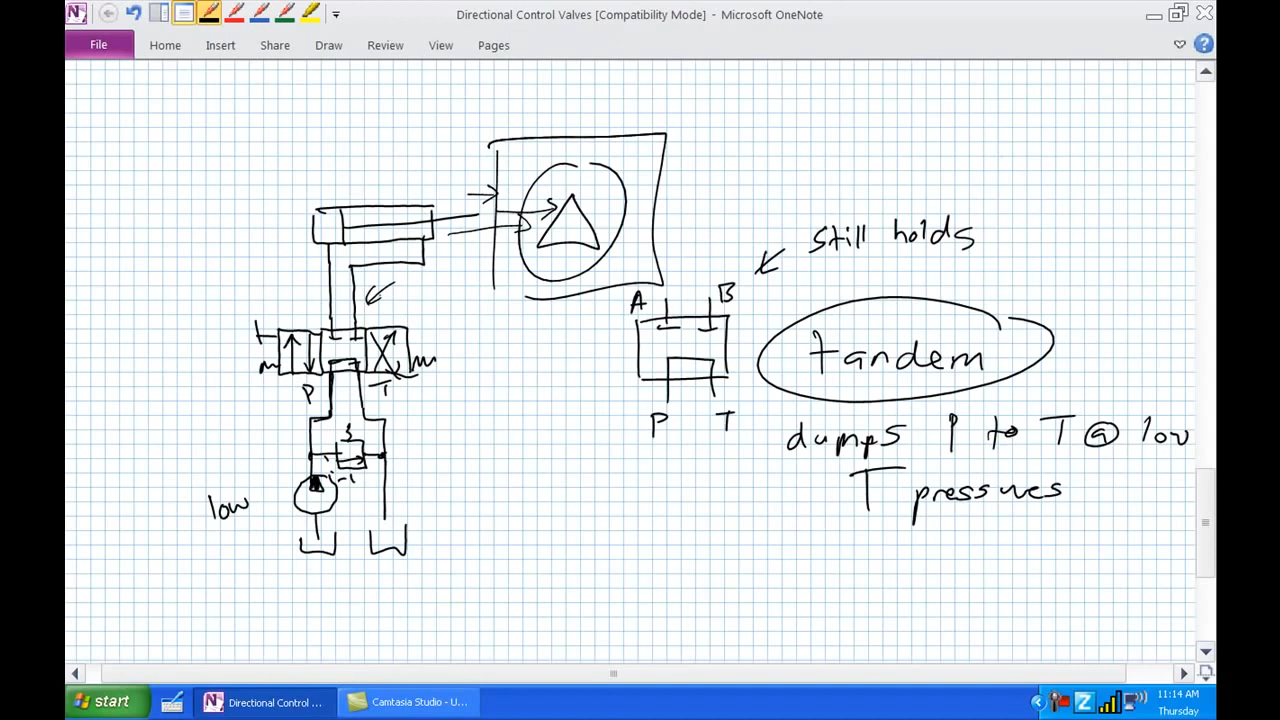 Directional Control Valves [Compatibility Mode] - Microsoft OneNote
File Home Insert Share Draw Review View Pages
still holds
A B
tandem
P T
P T
dumps P to T @ low
T pressures
low
start Directional Control ... Camtasia Studio - U... 11:14 AM
Thursday